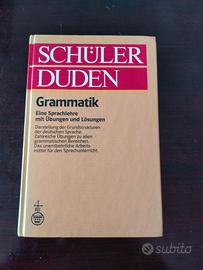 SCHÜLER
DUDEN
Grammatik
Eine Sprachlehre
mit Übungen und Lösungen
Darstellung der Grundstrukturen
der deutschen Sprache.
Zahlreiche Übungen zu allen
grammatischen Bereichen.
Das unentbehrliche Arbeits-
mittel für den Sprachunterricht.
subito